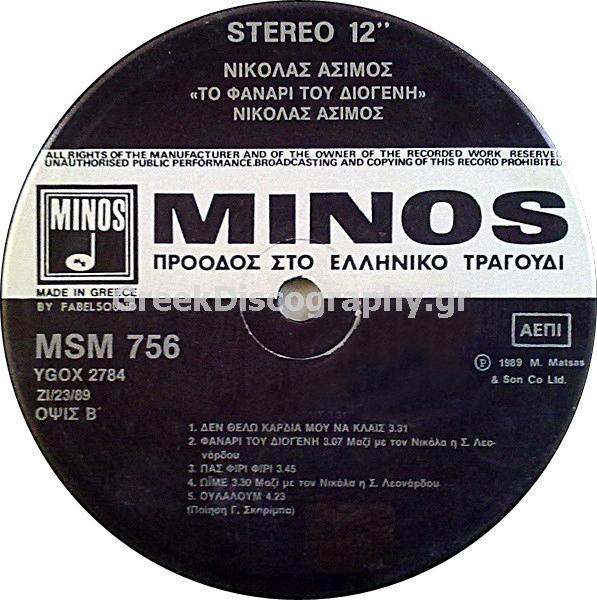 STEREO 12''
ΝΙΚΟΛΑΣ ΑΣΙΜΟΣ
«ΤΟ ΦΑΝΑΡΙ ΤΟΥ ΔΙΟΓΕΝΗ»
ΝΙΚΟΛΑΣ ΑΣΙΜΟΣ
ALL RIGHTS OF THE MANUFACTURER AND OF THE OWNER OF THE RECORDED WORK RESERVED
UNAUTHORISED PUBLIC PERFORMANCE.BROADCASTING AND COPYING OF THIS RECORD PROHIBITED
MINOS
MINOS
ΠΡΟΟΔΟΣ ΣΤΟ ΕΛΛΗΝΙΚΟ ΤΡΑΓΟΥΔΙ
MADE IN GREECE
BY FABELSOUND
GreekDiscography.gr
MSM 756
YGOX 2784
ΖΙ/23/89
ΟΨΙΣ Β΄
ΑΕΠΙ
Ⓟ 1989 M. Matsas
& Son Co Ltd.
1. ΔΕΝ ΘΕΛΩ ΚΑΡΔΙΑ ΜΟΥ ΝΑ ΚΛΑΙΣ 3.31
2. ΦΑΝΑΡΙ ΤΟΥ ΔΙΟΓΕΝΗ 3.07 Μαζί με τον Νικόλα η Σ. Λεο-
νάρδου
3. ΠΑΣ ΦΙΡΙ ΦΙΡΙ 3.45
4. ΩΪΜΕ 3.30 Μαζί με τον Νικόλα η Σ. Λεονάρδου
5. ΟΥΛΑΛΟΥΜ 4.23
(Ποίηση Γ. Σκηρίμπα)